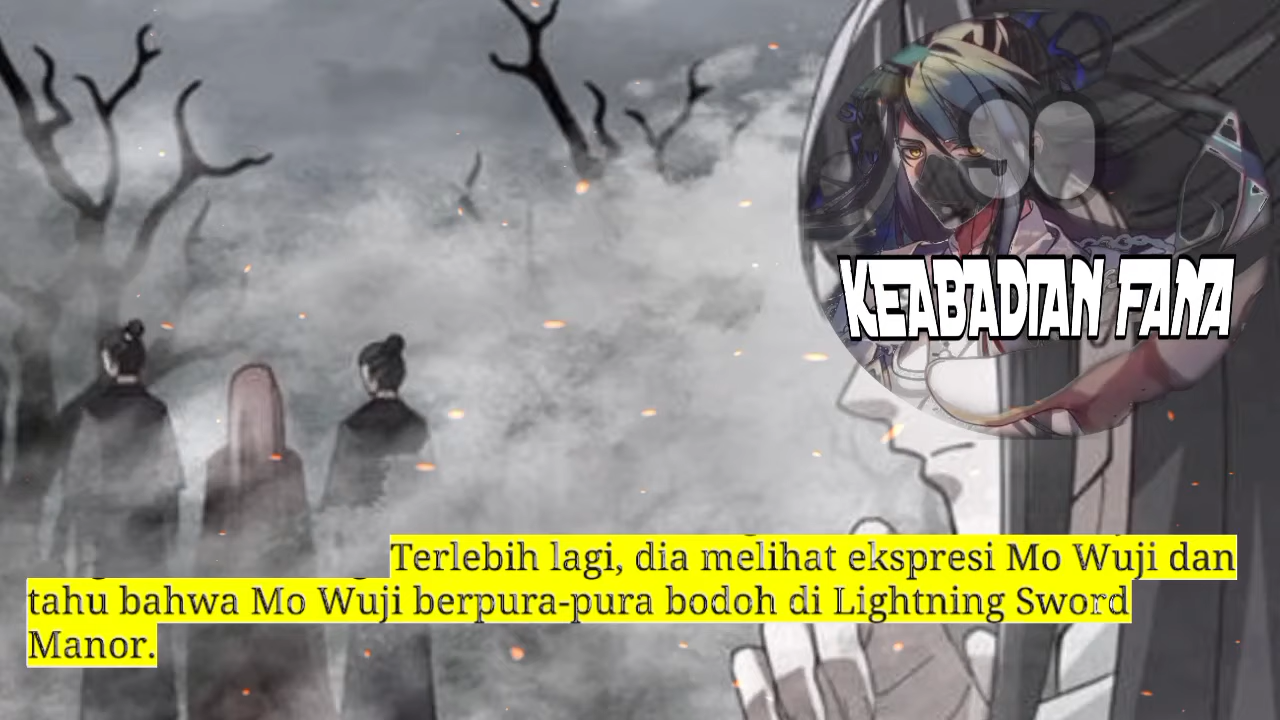 KEABADIAN FANA
Terlebih lagi, dia melihat ekspresi Mo Wuji dan
tahu bahwa Mo Wuji berpura-pura bodoh di Lightning Sword
Manor.